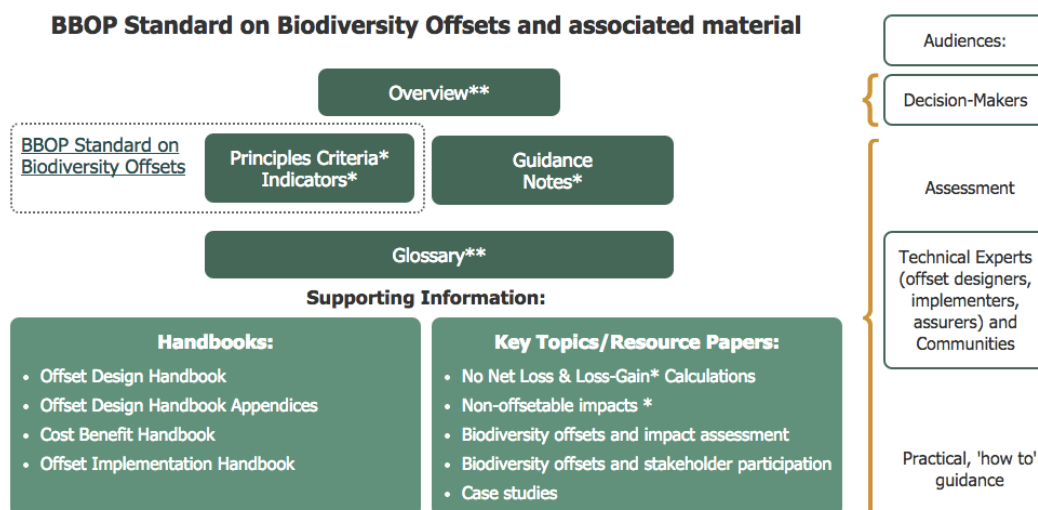 BBOP Standard on Biodiversity Offsets and associated material
Audiences:
Overview**
Decision-Makers
BBOP Standard on
Biodiversity Offsets
Principles Criteria*
Indicators*
Guidance
Notes*
Assessment
Glossary**
Technical Experts
(offset designers,
implementers,
assurers) and
Communities
Supporting Information:
Handbooks:
• Offset Design Handbook
• Offset Design Handbook Appendices
• Cost Benefit Handbook
• Offset Implementation Handbook
Key Topics/Resource Papers:
• No Net Loss & Loss-Gain* Calculations
• Non-offsetable impacts *
• Biodiversity offsets and impact assessment
• Biodiversity offsets and stakeholder participation
• Case studies
Practical, 'how to'
guidance